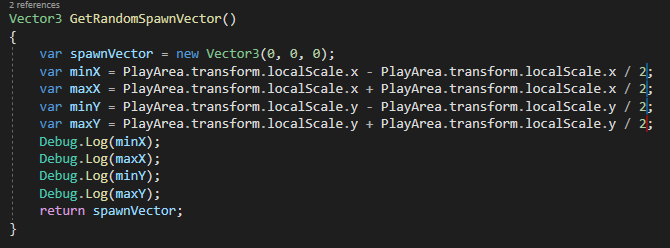 2 references
Vector3 GetRandomSpawnVector()
{
var spawnVector = new Vector3(0, 0, 0);
var minX = PlayArea.transform.localScale.x - PlayArea.transform.localScale.x / 2;
var maxX = PlayArea.transform.localScale.x + PlayArea.transform.localScale.x / 2;
var minY = PlayArea.transform.localScale.y - PlayArea.transform.localScale.y / 2;
var maxY = PlayArea.transform.localScale.y + PlayArea.transform.localScale.y / 2;
Debug.Log(minX);
Debug.Log(maxX);
Debug.Log(minY);
Debug.Log(maxY);
return spawnVector;
}